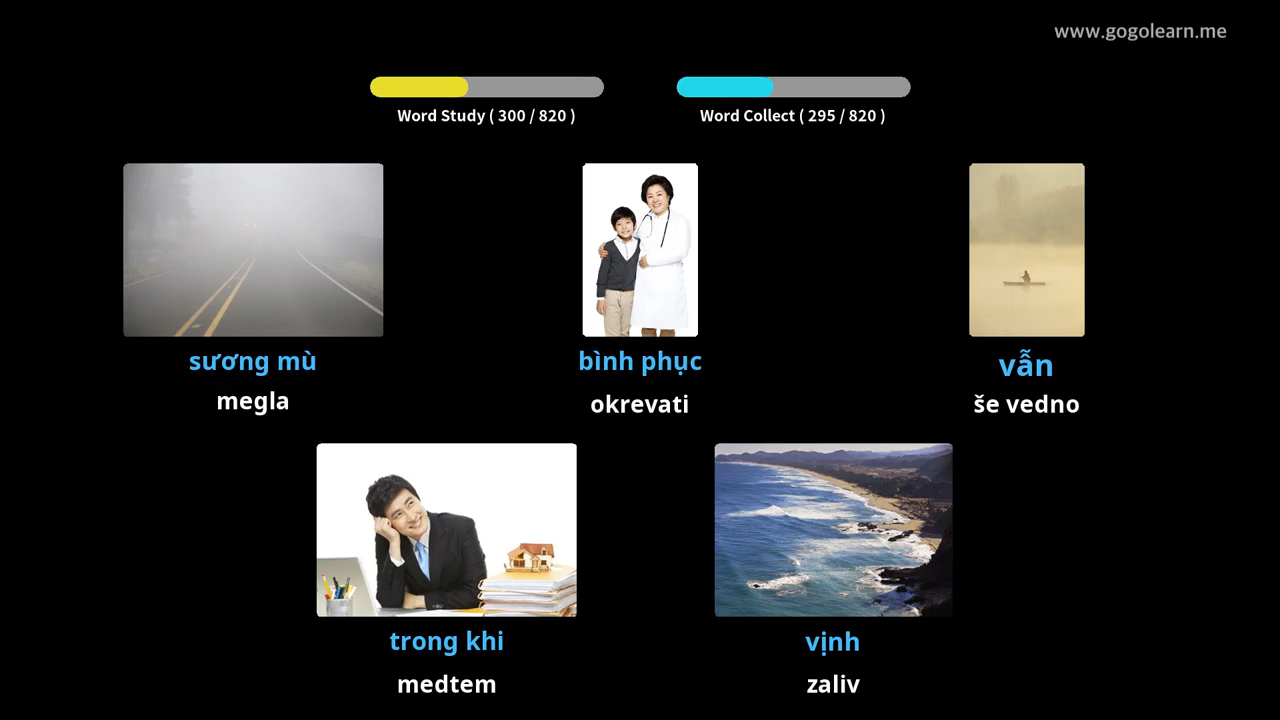 www.gogolearn.me
Word Study ( 300 / 820 )
Word Collect ( 295 / 820 )
sương mù
megla
bình phục
okrevati
vẫn
še vedno
trong khi
medtem
vịnh
zaliv